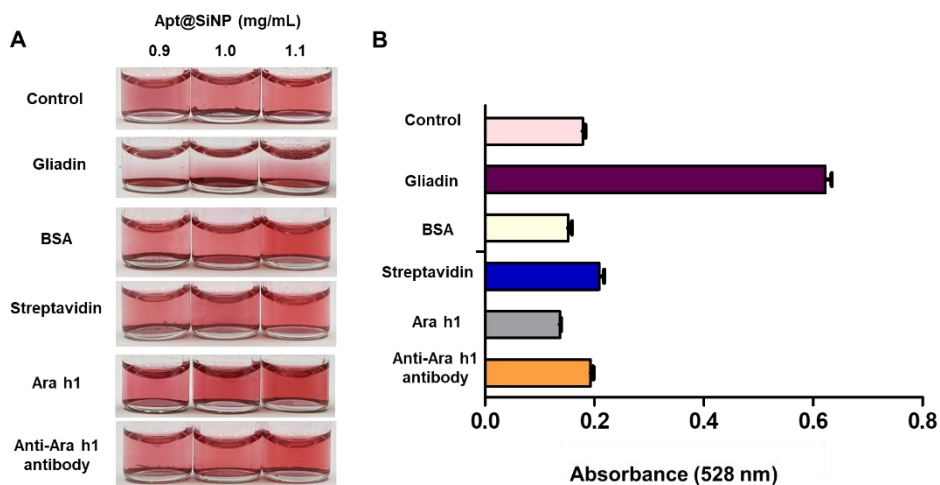 Apt@SiNP (mg/mL)
A
0.9 1.0 1.1
Control
Gliadin
BSA
Streptavidin
Ara h1
Anti-Ara h1
antibody
B
Control
Gliadin
BSA
Streptavidin
Ara h1
Anti-Ara h1
antibody
0.0 0.2 0.4 0.6 0.8
Absorbance (528 nm)